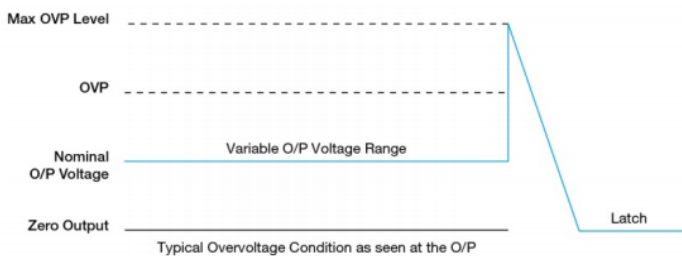 Max OVP Level
OVP
Variable O/P Voltage Range
Nominal
O/P Voltage
Zero Output
Latch
Typical Overvoltage Condition as seen at the O/P